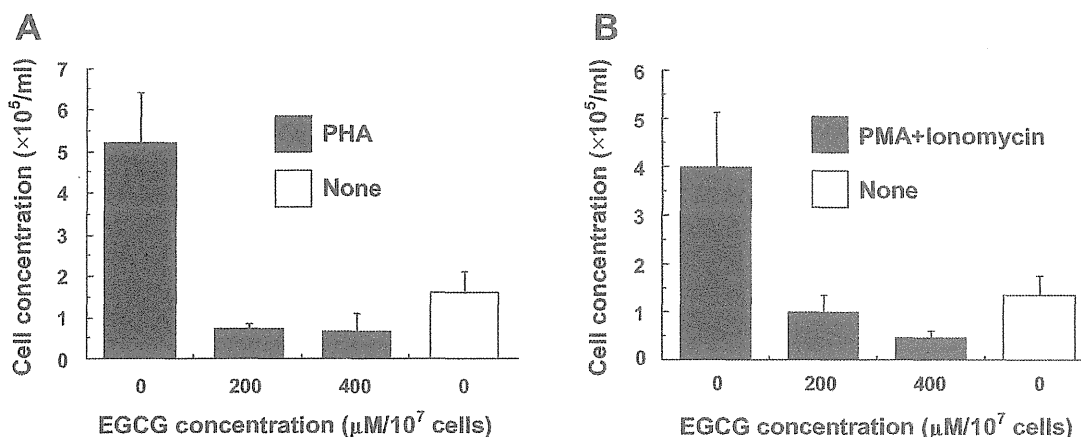 A
Cell concentration (×10⁵/ml)
7
6
5
4
3
2
1
0
PHA
None
0 200 400 0
EGCG concentration (μM/10⁷ cells)
B
Cell concentration (×10⁵/ml)
6
5
4
3
2
1
0
PMA+Ionomycin
None
0 200 400 0
EGCG concentration (μM/10⁷ cells)